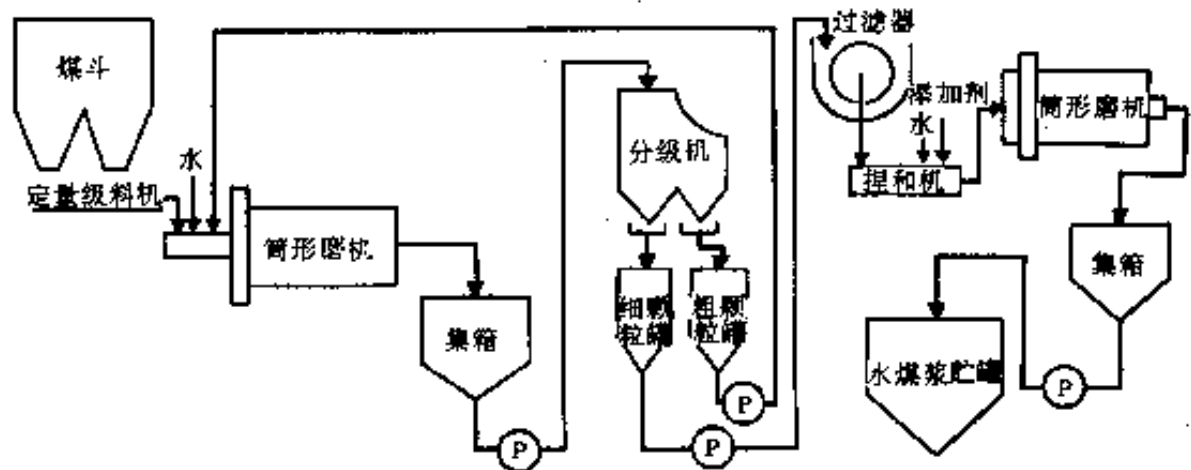 煤斗
水
定量级料机
筒形磨机
集箱
P
分级机
细颗
粒罐
粗颗
粒罐
P
P
过滤器
添加剂
水
捏和机
筒形磨机
集箱
P
水煤浆贮罐